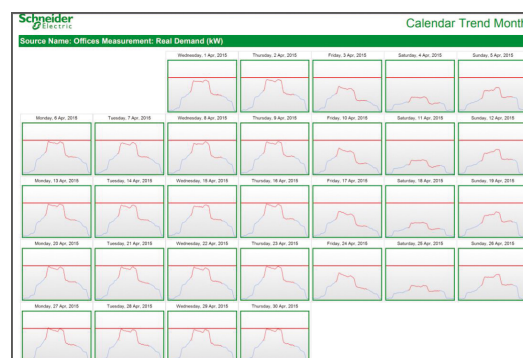 Schneider
Electric
Calendar Trend Month
Source Name: Offices Measurement: Real Demand (kW)
Wednesday, 1 Apr, 2015
Thursday, 2 Apr, 2015
Friday, 3 Apr, 2015
Saturday, 4 Apr, 2015
Sunday, 5 Apr, 2015
Monday, 6 Apr, 2015
Tuesday, 7 Apr, 2015
Wednesday, 8 Apr, 2015
Thursday, 9 Apr, 2015
Friday, 10 Apr, 2015
Saturday, 11 Apr, 2015
Sunday, 12 Apr, 2015
Monday, 13 Apr, 2015
Tuesday, 14 Apr, 2015
Wednesday, 15 Apr, 2015
Thursday, 16 Apr, 2015
Friday, 17 Apr, 2015
Saturday, 18 Apr, 2015
Sunday, 19 Apr, 2015
Monday, 20 Apr, 2015
Tuesday, 21 Apr, 2015
Wednesday, 22 Apr, 2015
Thursday, 23 Apr, 2015
Friday, 24 Apr, 2015
Saturday, 25 Apr, 2015
Sunday, 26 Apr, 2015
Monday, 27 Apr, 2015
Tuesday, 28 Apr, 2015
Wednesday, 29 Apr, 2015
Thursday, 30 Apr, 2015